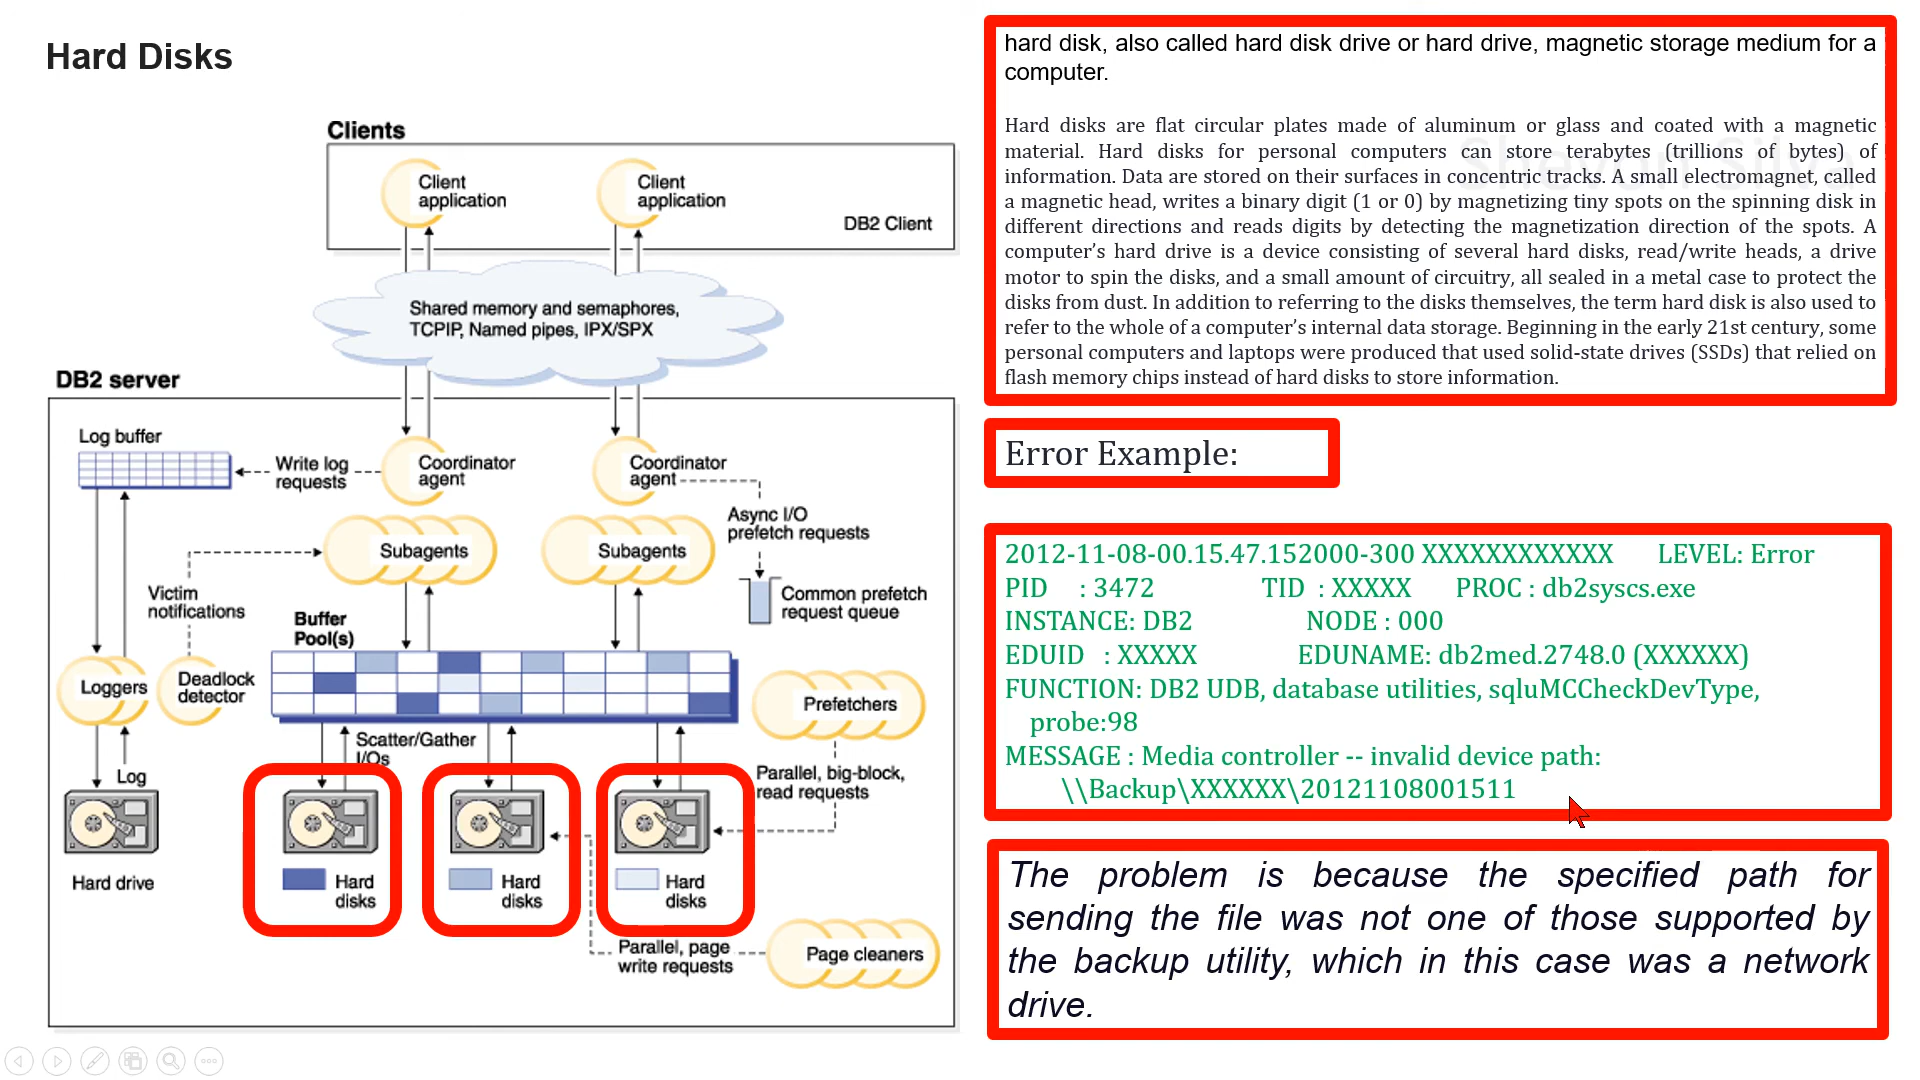 Hard Disks
Clients
Client
application
Client
application
DB2 Client
Shared memory and semaphores,
TCPIP, Named pipes, IPX/SPX
DB2 server
Log buffer
Write log
requests
Coordinator
agent
Coordinator
agent
Async I/O
prefetch requests
Subagents
Subagents
Victim
notifications
Common prefetch
request queue
Buffer
Pool(s)
Loggers
Deadlock
detector
Prefetchers
Scatter/Gather
I/Os
Log
Parallel, big-block,
read requests
Hard drive
Hard
disks
Hard
disks
Hard
disks
Parallel, page
write requests
Page cleaners
hard disk, also called hard disk drive or hard drive, magnetic storage medium for a
computer.
Hard disks are flat circular plates made of aluminum or glass and coated with a magnetic
material. Hard disks for personal computers can store terabytes (trillions of bytes) of
information. Data are stored on their surfaces in concentric tracks. A small electromagnet, called
a magnetic head, writes a binary digit (1 or 0) by magnetizing tiny spots on the spinning disk in
different directions and reads digits by detecting the magnetization direction of the spots. A
computer’s hard drive is a device consisting of several hard disks, read/write heads, a drive
motor to spin the disks, and a small amount of circuitry, all sealed in a metal case to protect the
disks from dust. In addition to referring to the disks themselves, the term hard disk is also used to
refer to the whole of a computer’s internal data storage. Beginning in the early 21st century, some
personal computers and laptops were produced that used solid-state drives (SSDs) that relied on
flash memory chips instead of hard disks to store information.
Error Example:
2012-11-08-00.15.47.152000-300 XXXXXXXXXXXX LEVEL: Error
PID : 3472 TID : XXXXX PROC : db2syscs.exe
INSTANCE: DB2 NODE : 000
EDUID : XXXXX EDUNAME: db2med.2748.0 (XXXXXX)
FUNCTION: DB2 UDB, database utilities, sqluMCCheckDevType,
probe:98
MESSAGE : Media controller -- invalid device path:
\\Backup\XXXXXX\20121108001511
The problem is because the specified path for
sending the file was not one of those supported by
the backup utility, which in this case was a network
drive.